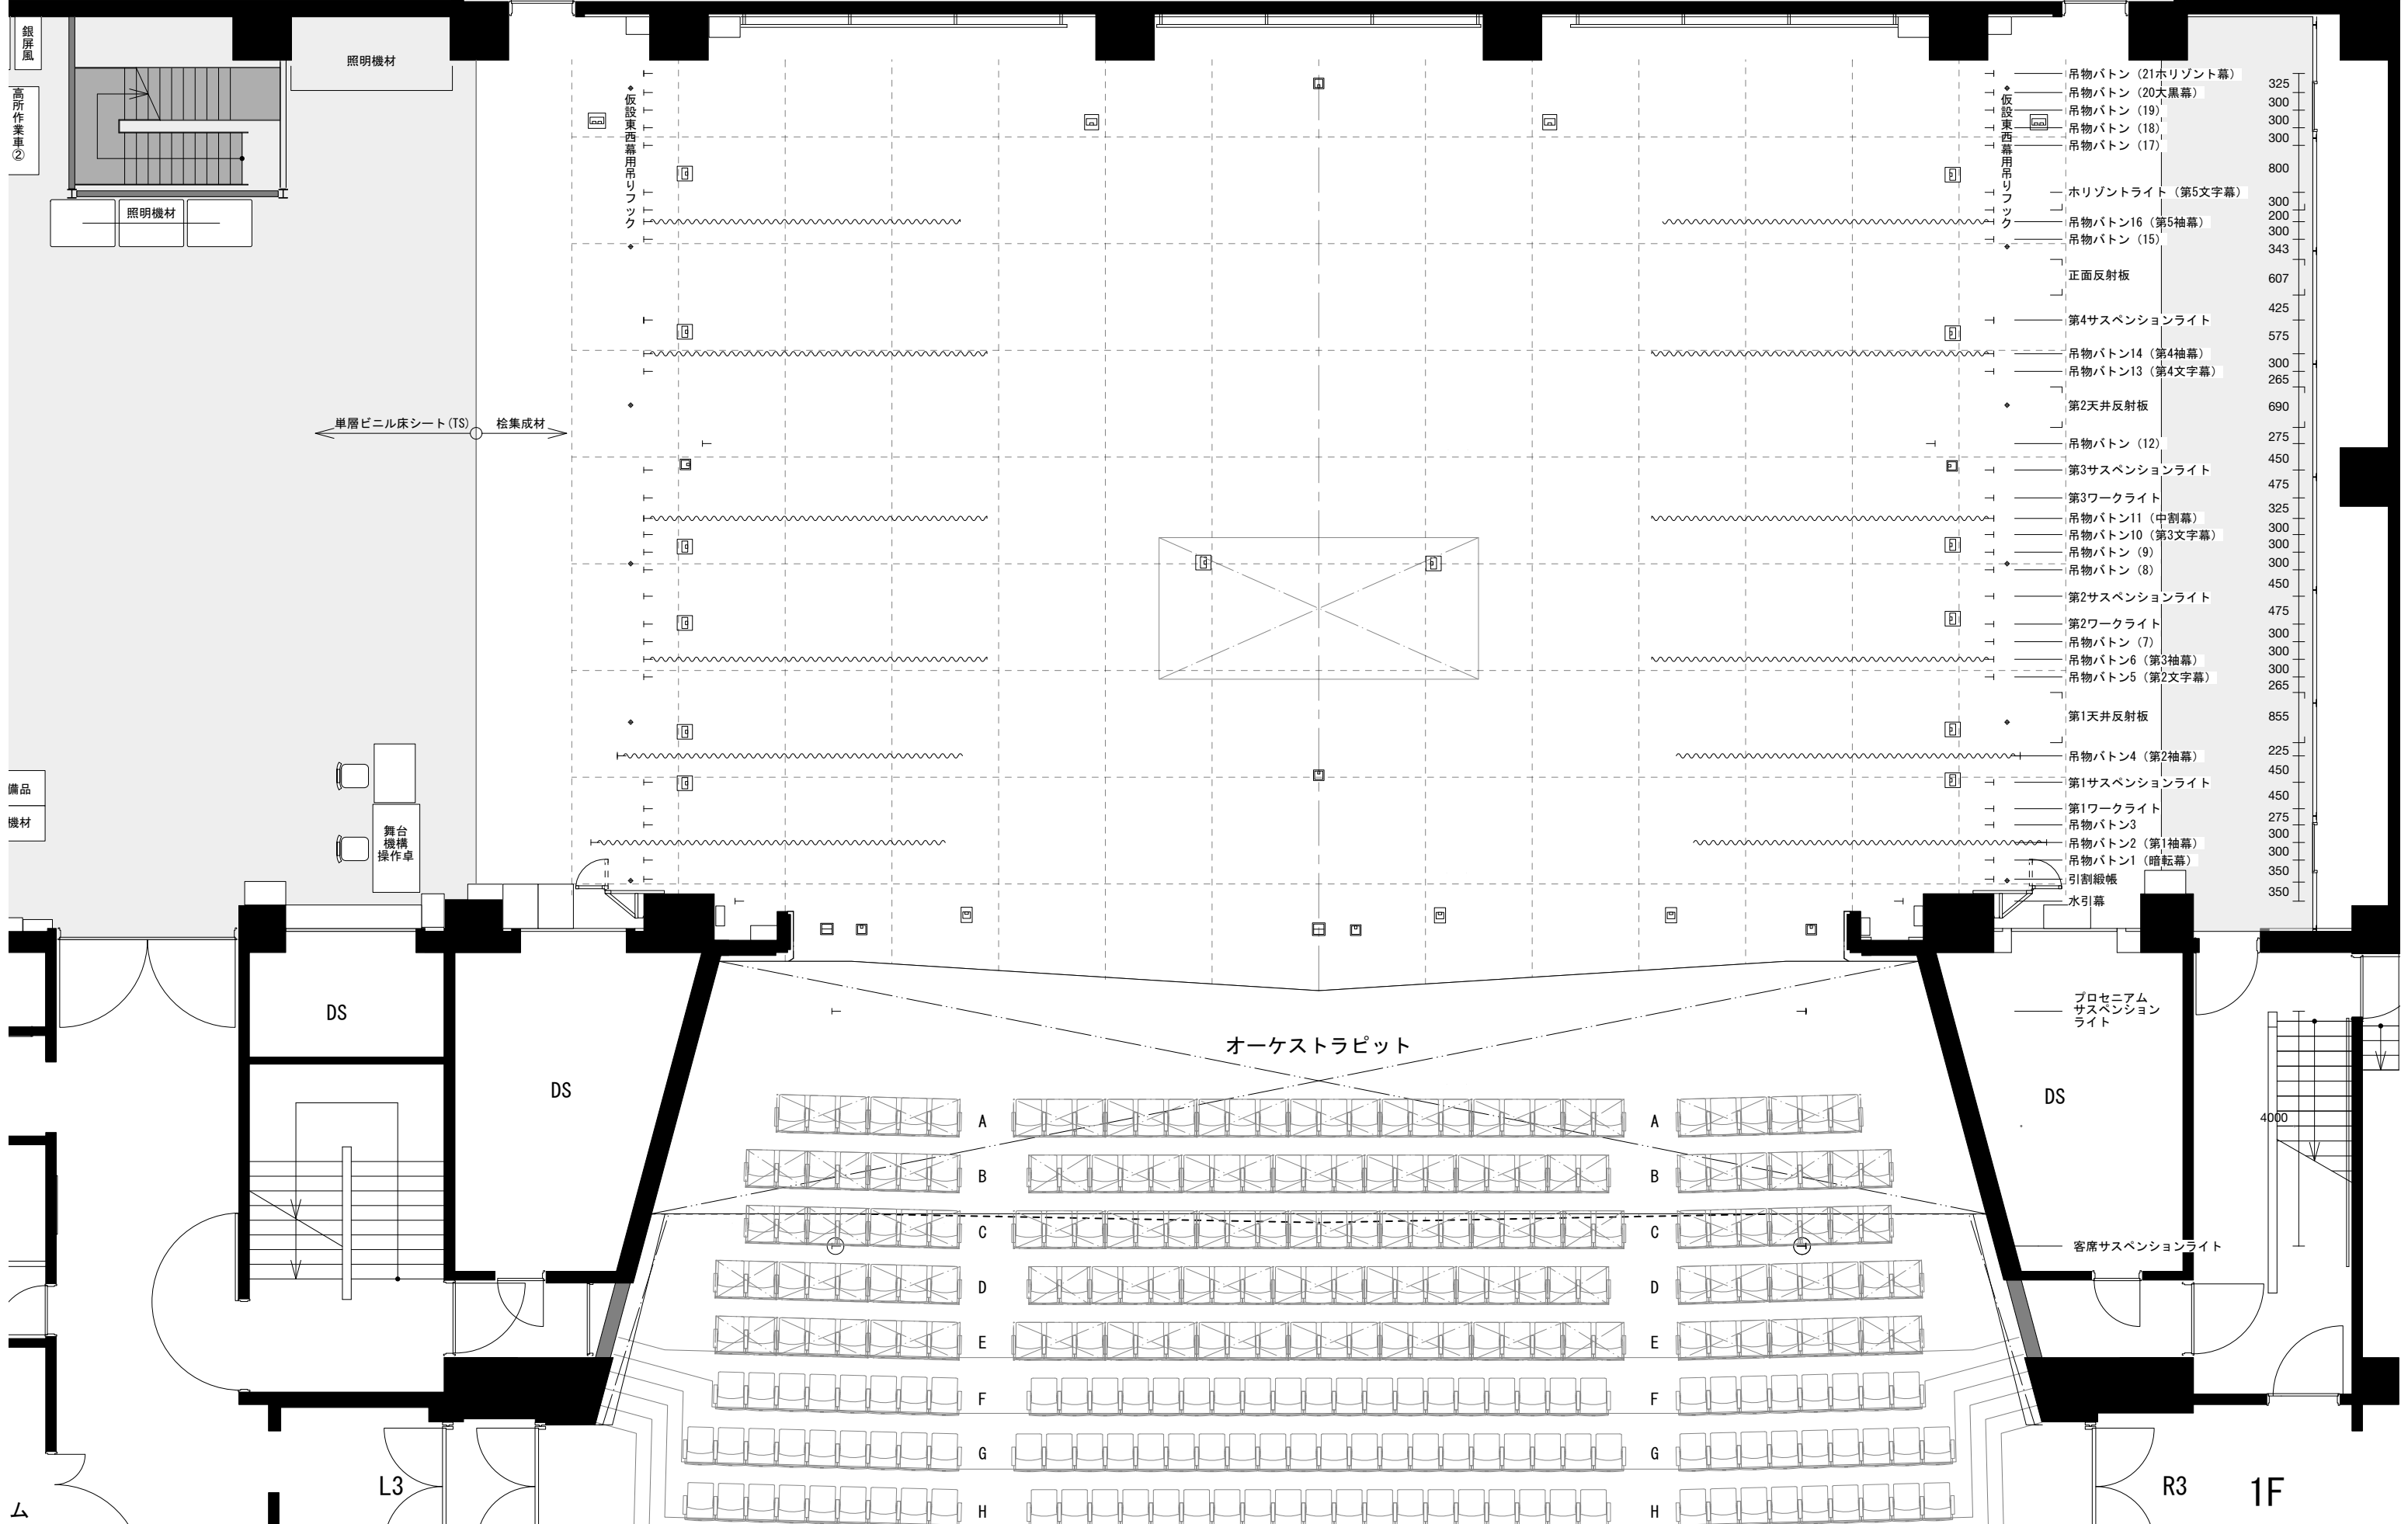 銀屏風
高所作業車②
照明機材
照明機材
備品
機材
舞台
機構
操作卓
単層ビニル床シート(TS)
桧集成材
仮設東西幕用吊りフック
仮設東西幕用吊りフック
吊物バトン（21ホリゾント幕）
吊物バトン（20大黒幕）
吊物バトン（19）
吊物バトン（18）
吊物バトン（17）
ホリゾントライト（第5文字幕）
吊物バトン16（第5袖幕）
吊物バトン（15）
正面反射板
第4サスペンションライト
吊物バトン14（第4袖幕）
吊物バトン13（第4文字幕）
第2天井反射板
吊物バトン（12）
第3サスペンションライト
第3ワークライト
吊物バトン11（中割幕）
吊物バトン10（第3文字幕）
吊物バトン（9）
吊物バトン（8）
第2サスペンションライト
第2ワークライト
吊物バトン（7）
吊物バトン6（第3袖幕）
吊物バトン5（第2文字幕）
第1天井反射板
吊物バトン4（第2袖幕）
第1サスペンションライト
第1ワークライト
吊物バトン3
吊物バトン2（第1袖幕）
吊物バトン1（暗転幕）
引割緞帳
水引幕
325
300
300
300
800
300
200
300
343
607
425
575
300
265
690
275
450
475
325
300
300
300
450
475
300
300
300
265
855
225
450
450
275
300
300
350
350
プロセニアム
サスペンション
ライト
客席サスペンションライト
4000
オーケストラピット
DS
DS
DS
A
A
B
B
C
C
D
D
E
E
F
F
G
G
H
H
L3
R3
1F
ム